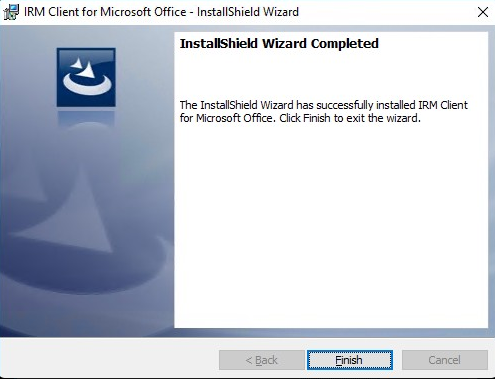 IRM Client for Microsoft Office - InstallShield Wizard
InstallShield Wizard Completed
The InstallShield Wizard has successfully installed IRM Client
for Microsoft Office. Click Finish to exit the wizard.
< Back
Finish
Cancel